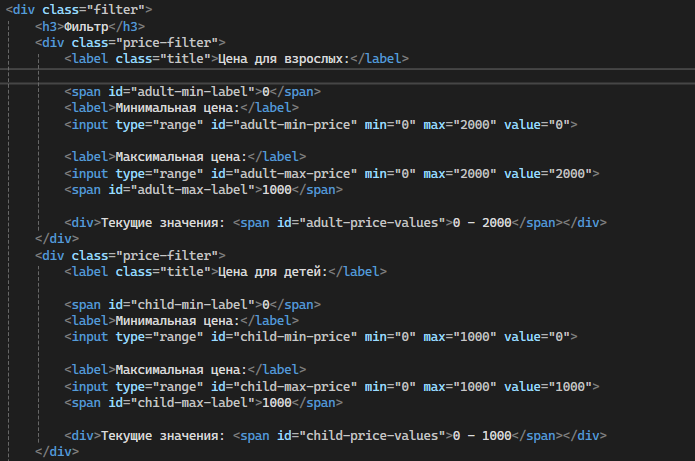 <div class="filter">
<h3>Фильтр</h3>
<div class="price-filter">
<label class="title">Цена для взрослых:</label>
<span id="adult-min-label">0</span>
<label>Минимальная цена:</label>
<input type="range" id="adult-min-price" min="0" max="2000" value="0">
<label>Максимальная цена:</label>
<input type="range" id="adult-max-price" min="0" max="2000" value="2000">
<span id="adult-max-label">1000</span>
<div>Текущие значения: <span id="adult-price-values">0 - 2000</span></div>
</div>
<div class="price-filter">
<label class="title">Цена для детей:</label>
<span id="child-min-label">0</span>
<label>Минимальная цена:</label>
<input type="range" id="child-min-price" min="0" max="1000" value="0">
<label>Максимальная цена:</label>
<input type="range" id="child-max-price" min="0" max="1000" value="1000">
<span id="child-max-label">1000</span>
<div>Текущие значения: <span id="child-price-values">0 - 1000</span></div>
</div>